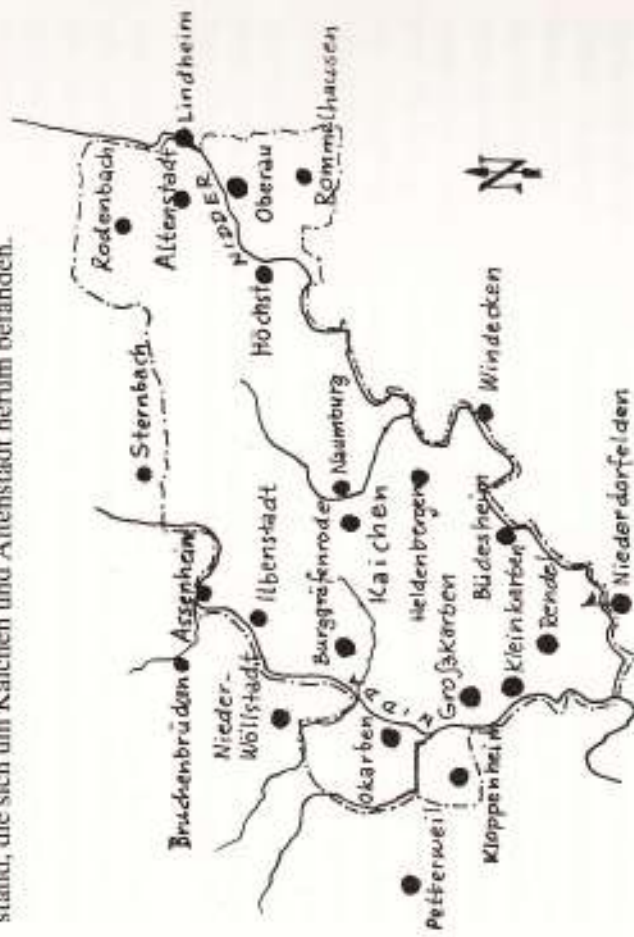 stand, die sich um Kaichen und Altenstadt herum befanden.
Rodenbach
Lindheim
Altenstadt
Sternbach
NIDDER
Oberau
Rommelhausen
Höchst
Bruchenbrüden
Assenheim
Ilbenstadt
Naumburg
Nieder-
Wöllstadt
Burggräfenrode
Kaichen
N
Windecken
Heldenbergen
Okarben
NIDDA
Großkarben
Büdesheim
Petterweil
Kloppenheim
Kleinkarben
Rendel
Niederdorfelden